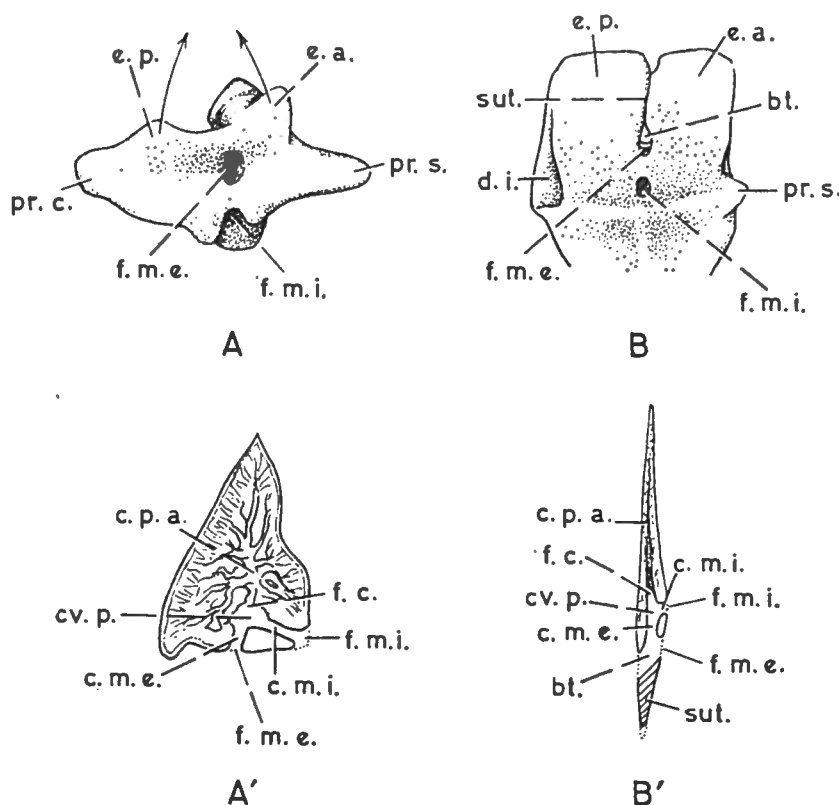 e. p.
e. a.
pr. c.
pr. s.
f. m. e.
f. m. i.
A
e. p.
e. a.
sut.
bt.
d. i.
pr. s.
f. m. e.
f. m. i.
B
c. p. a.
f. c.
cv. p.
f. m. i.
c. m. e.
c. m. i.
f. m. e.
A′
c. p. a.
f. c.
c. m. i.
cv. p.
f. m. i.
c. m. e.
f. m. e.
bt.
sut.
B′